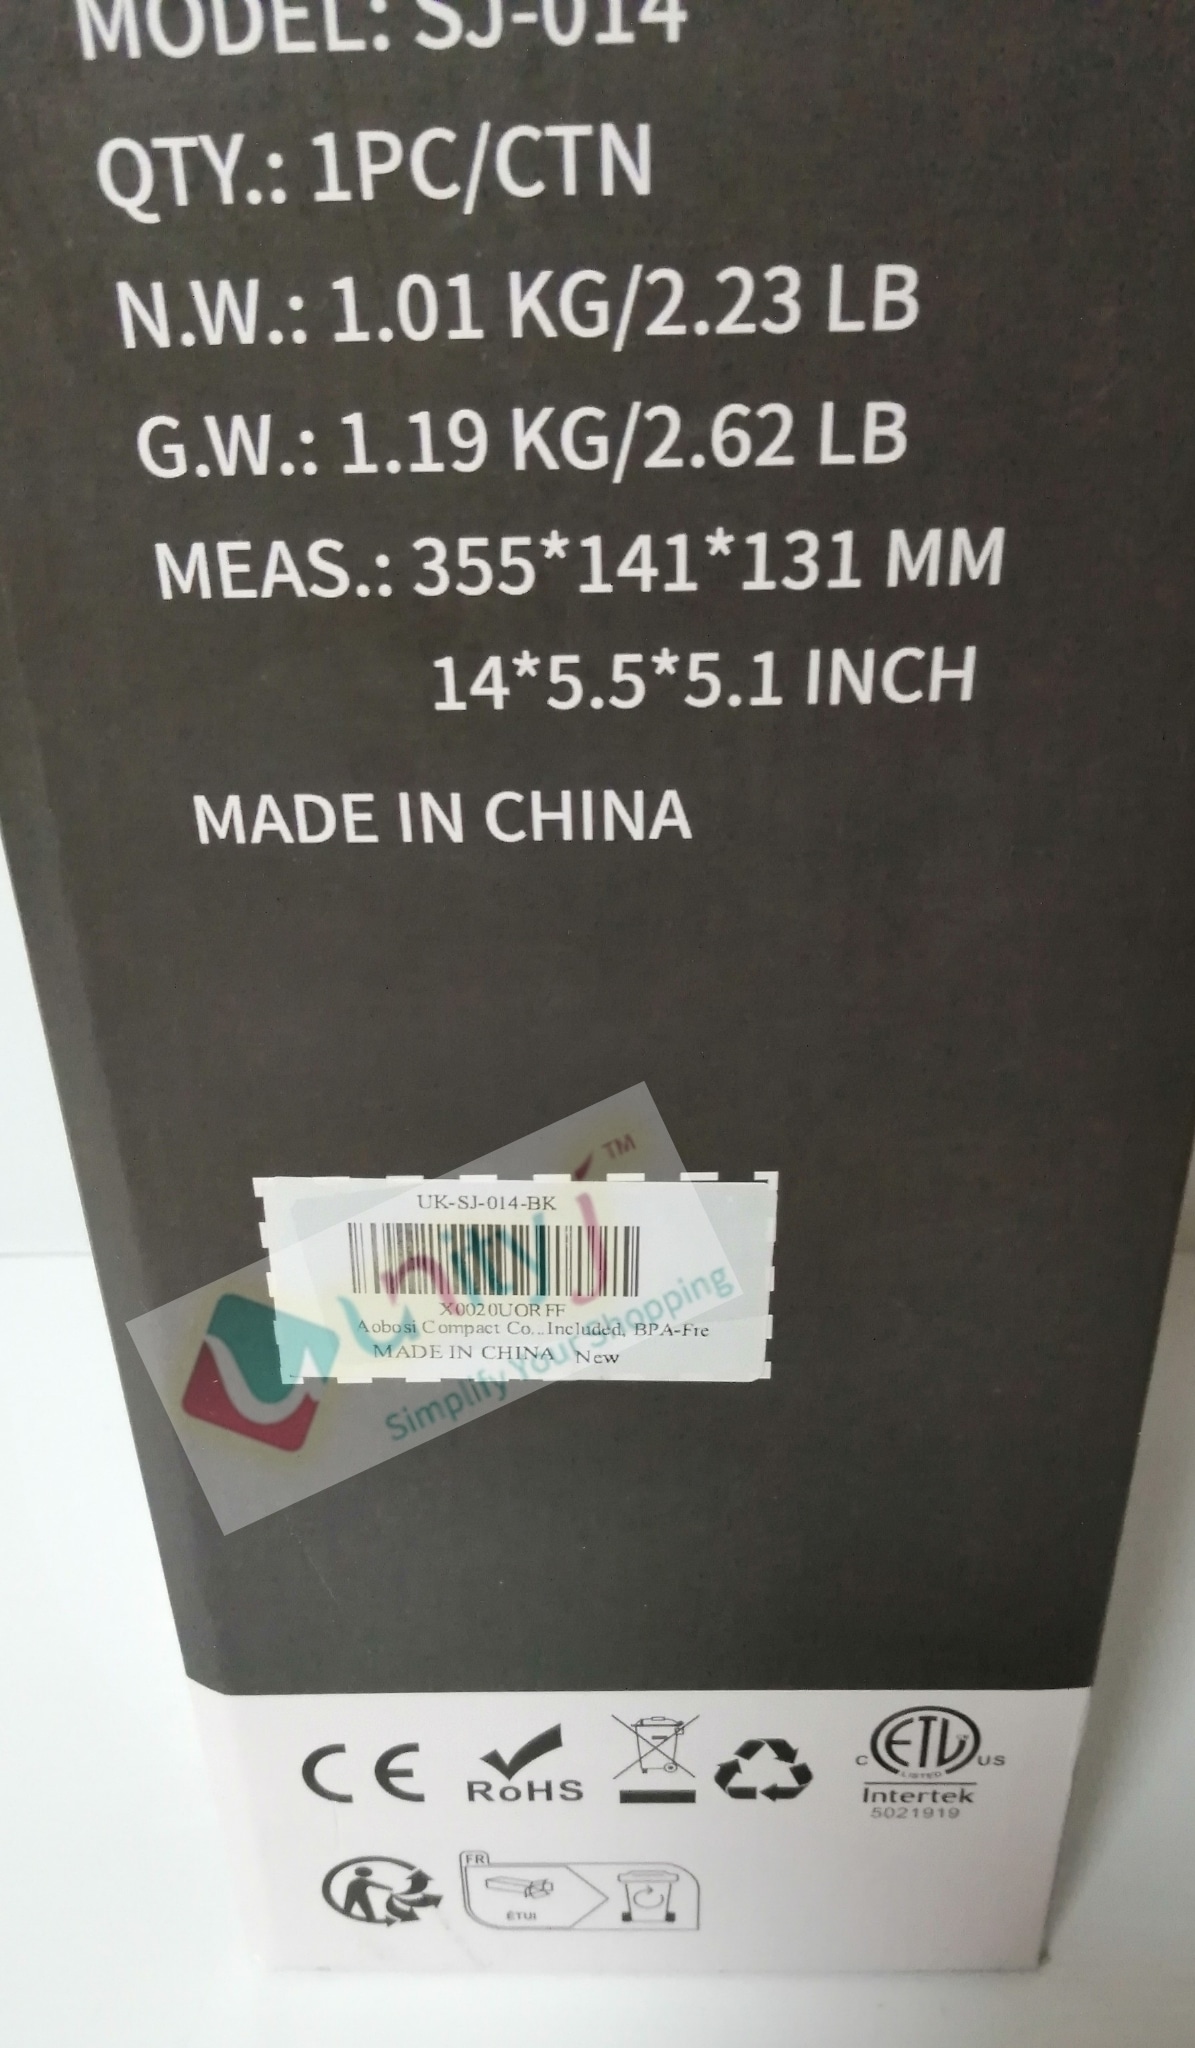 MODEL: SJ-014
QTY.: 1PC/CTN
N.W.: 1.01 KG/2.23 LB
G.W.: 1.19 KG/2.62 LB
MEAS.: 355*141*131 MM
14*5.5*5.1 INCH
MADE IN CHINA
UK-SJ-014-BK
X0020UORFF
Aobosi Compact Co...Included, BPA-Fre
MADE IN CHINA New
UnityJ™
Simplify Your Shopping
CE
RoHS
ETL
C US
LISTED
Intertek
5021919
FR
ÉTUI